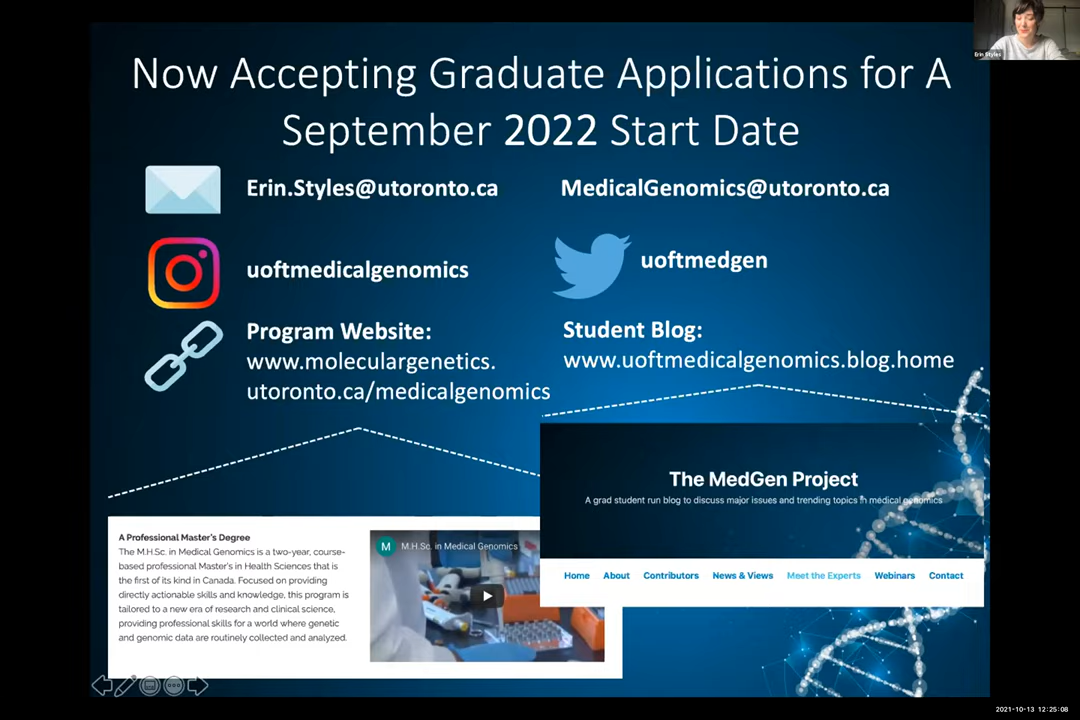 Erin Styles
Now Accepting Graduate Applications for A
September 2022 Start Date
Erin.Styles@utoronto.ca
MedicalGenomics@utoronto.ca
uoftmedicalgenomics
uoftmedgen
Program Website:
www.moleculargenetics.
utoronto.ca/medicalgenomics
Student Blog:
www.uoftmedicalgenomics.blog.home
A Professional Master's Degree
The M.H.Sc. in Medical Genomics is a two-year, course-
based professional Master's in Health Sciences that is
the first of its kind in Canada. Focused on providing
directly actionable skills and knowledge, this program is
tailored to a new era of research and clinical science,
providing professional skills for a world where genetic
and genomic data are routinely collected and analyzed.
M M.H.Sc. in Medical Genomics
The MedGen Project
A grad student run blog to discuss major issues and trending topics in medical genomics
Home About Contributors News & Views Meet the Experts Webinars Contact
2021-10-13 12:25:08